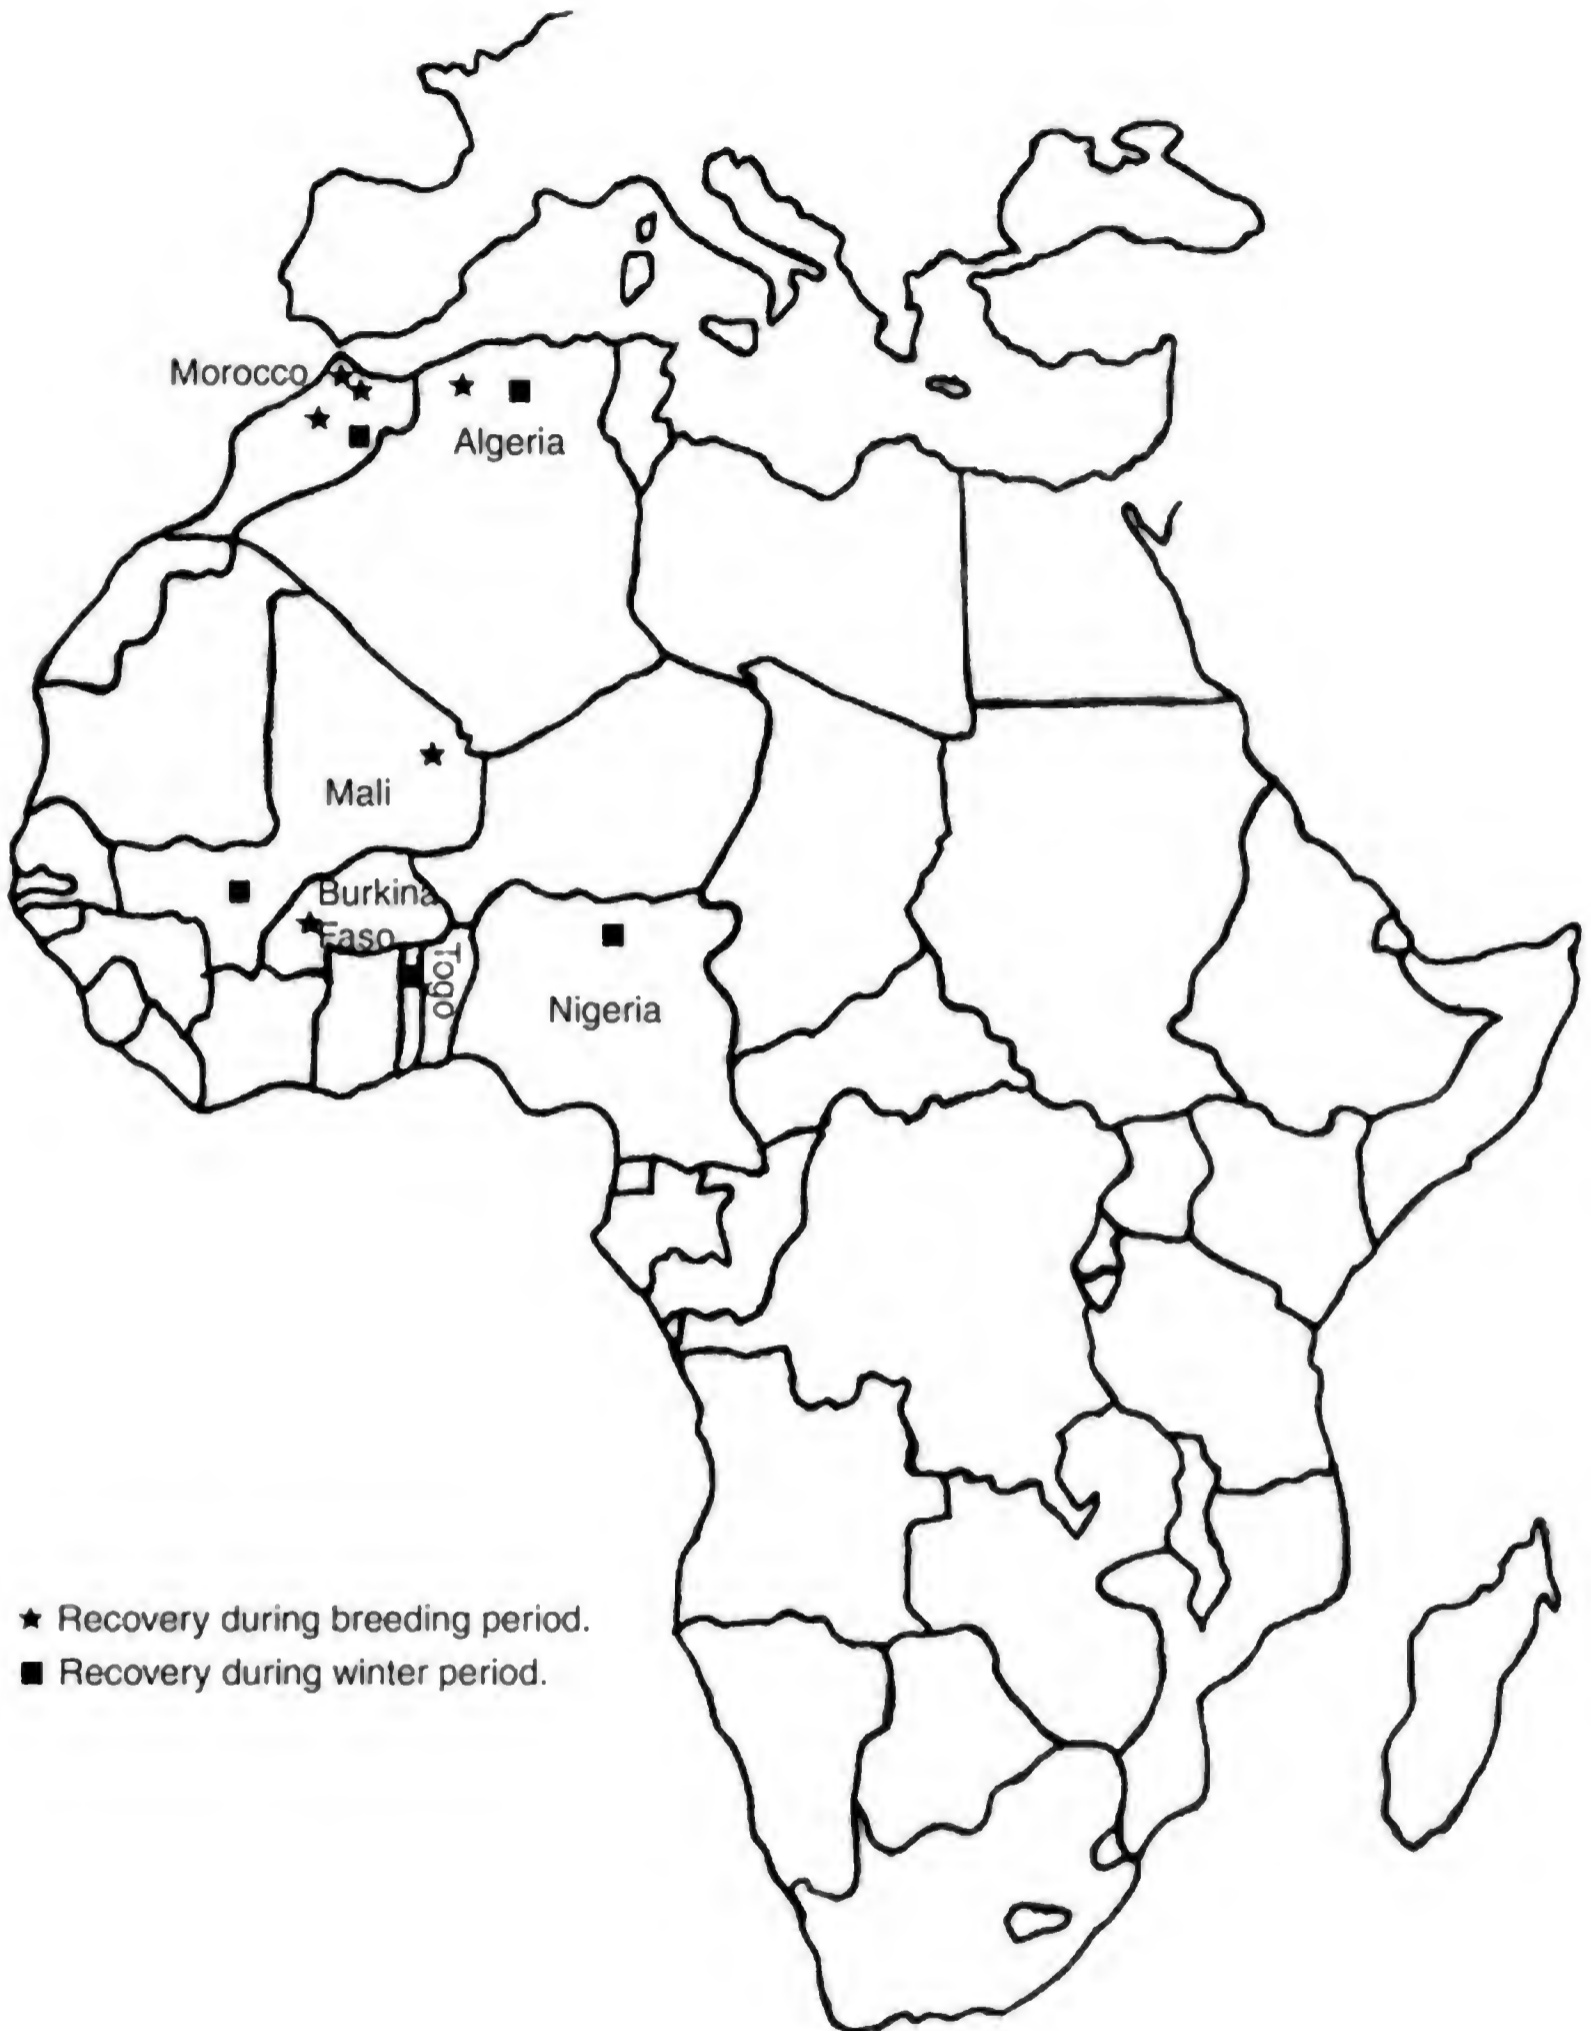 Morocco
Algeria
Mali
Burkina
Faso
Togo
Nigeria
★ Recovery during breeding period.
■ Recovery during winter period.